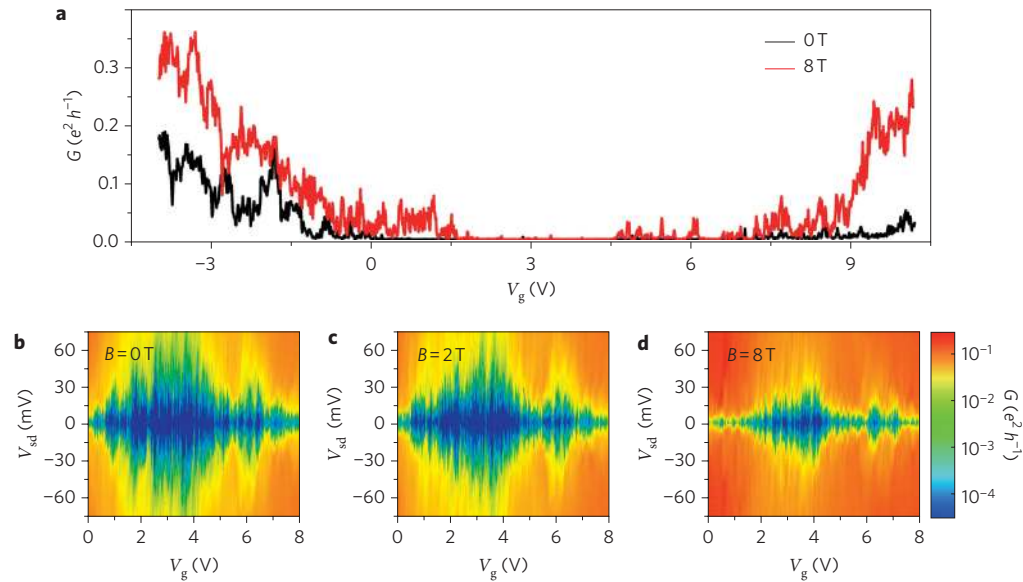 a
G (e² h⁻¹)
0.3
0.2
0.1
0.0
0 T
8 T
−3
0
3
6
9
V_g (V)
b
c
d
B = 0 T
B = 2 T
B = 8 T
V_sd (mV)
60
30
0
−30
−60
0
2
4
6
8
V_g (V)
V_sd (mV)
60
30
0
−30
−60
0
2
4
6
8
V_g (V)
V_sd (mV)
60
30
0
−30
−60
0
2
4
6
8
V_g (V)
10⁻¹
10⁻²
10⁻³
10⁻⁴
G (e² h⁻¹)